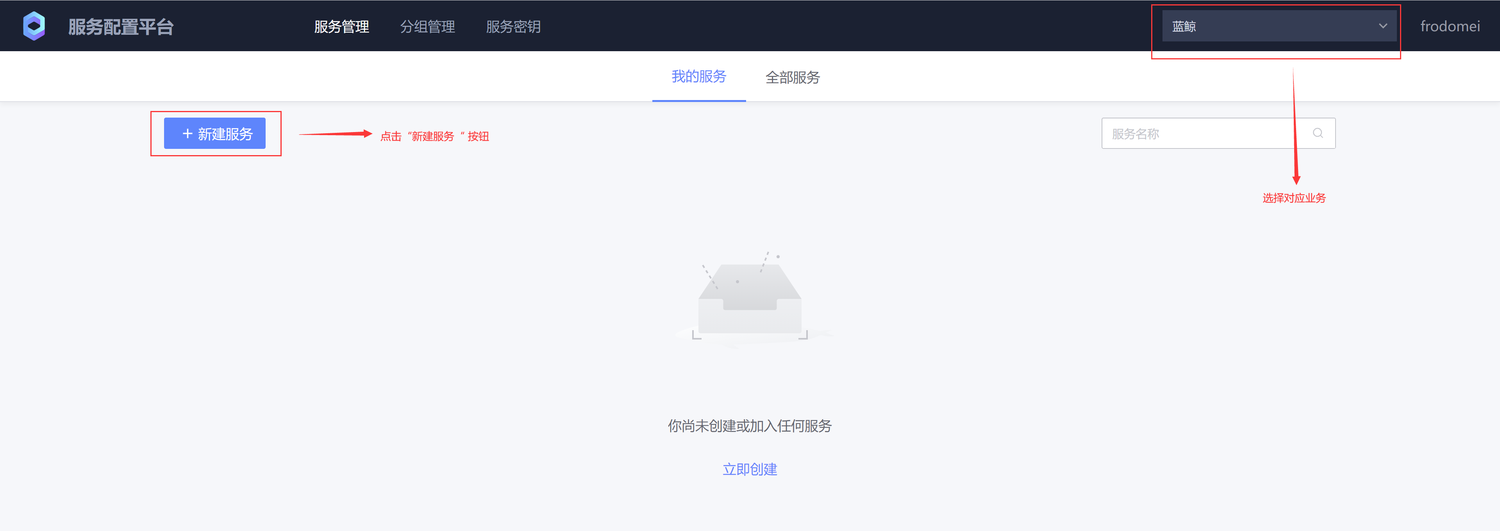 服务配置平台 服务管理 分组管理 服务密钥 蓝鲸 frodomei
我的服务 全部服务
+ 新建服务 点击“新建服务 ”按钮 服务名称
选择对应业务
你尚未创建或加入任何服务
立即创建